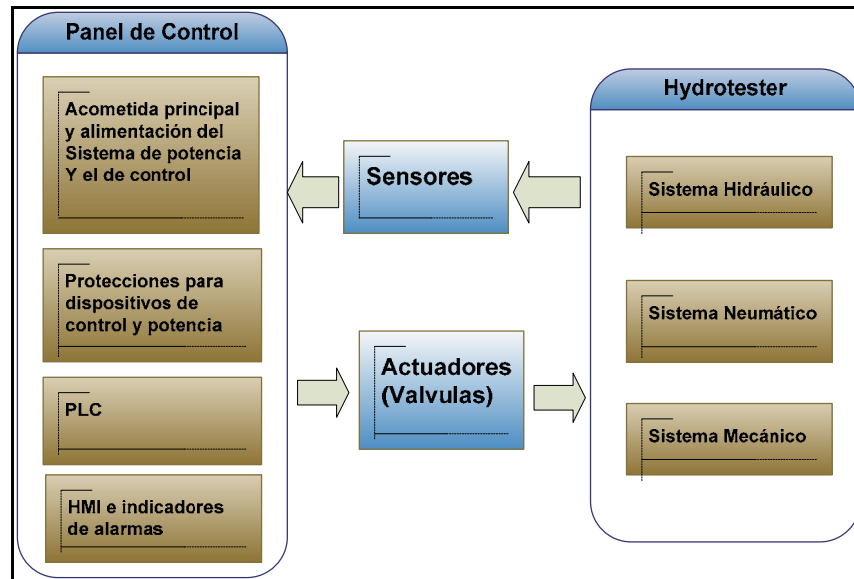 Panel de Control
Acometida principal
y alimentación del
Sistema de potencia
Y el de control
Protecciones para
dispositivos de
control y potencia
PLC
HMI e indicadores
de alarmas
Sensores
Actuadores
(Valvulas)
Hydrotester
Sistema Hidráulico
Sistema Neumático
Sistema Mecánico